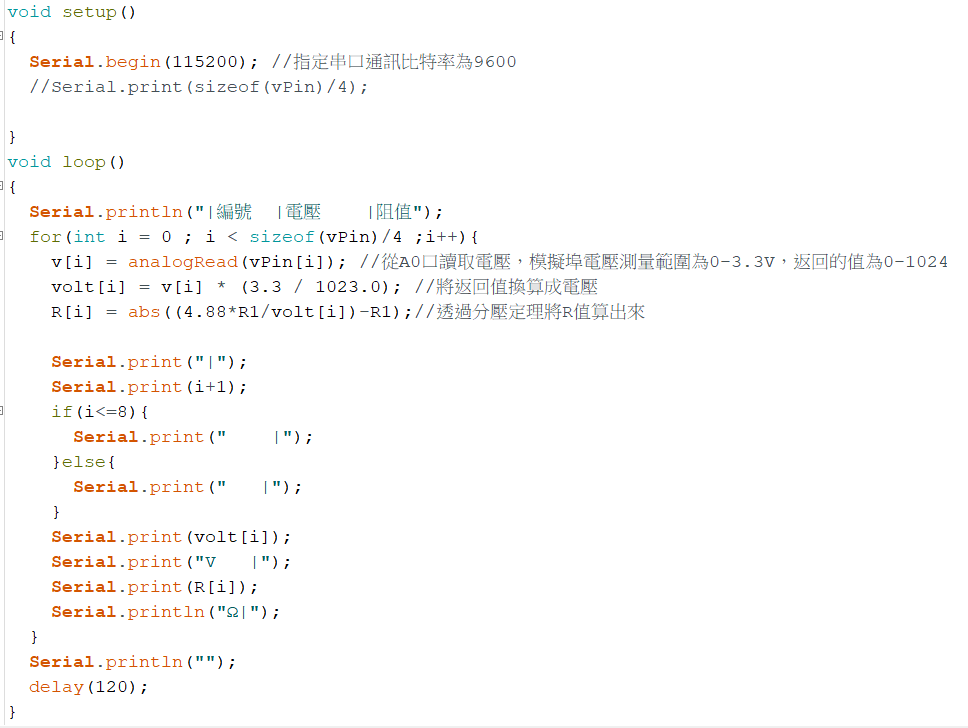 void setup()
{
  Serial.begin(115200); //指定串口通訊比特率為9600
  //Serial.print(sizeof(vPin)/4);

}
void loop()
{
  Serial.println("|編號  |電壓    |阻值");
  for(int i = 0 ; i < sizeof(vPin)/4 ;i++){
    v[i] = analogRead(vPin[i]); //從A0口讀取電壓，模擬埠電壓測量範圍為0-3.3V，返回的值為0-1024
    volt[i] = v[i] * (3.3 / 1023.0); //將返回值換算成電壓
    R[i] = abs((4.88*R1/volt[i])-R1);//透過分壓定理將R值算出來

    Serial.print("|");
    Serial.print(i+1);
    if(i<=8){
      Serial.print("    |");
    }else{
      Serial.print("   |");
    }
    Serial.print(volt[i]);
    Serial.print("V   |");
    Serial.print(R[i]);
    Serial.println("Ω|");
  }
  Serial.println("");
  delay(120);
}